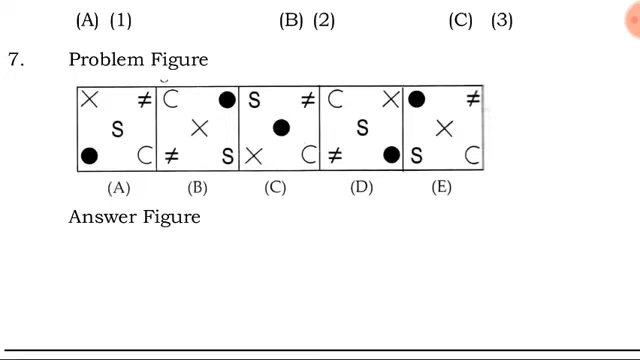 (A) (1) (B) (2) (C) (3)
7. Problem Figure
× ≠ C ● S ≠ C × ● ≠
S × ● S ×
● C ≠ S × C ≠ ● S C
(A) (B) (C) (D) (E)
Answer Figure